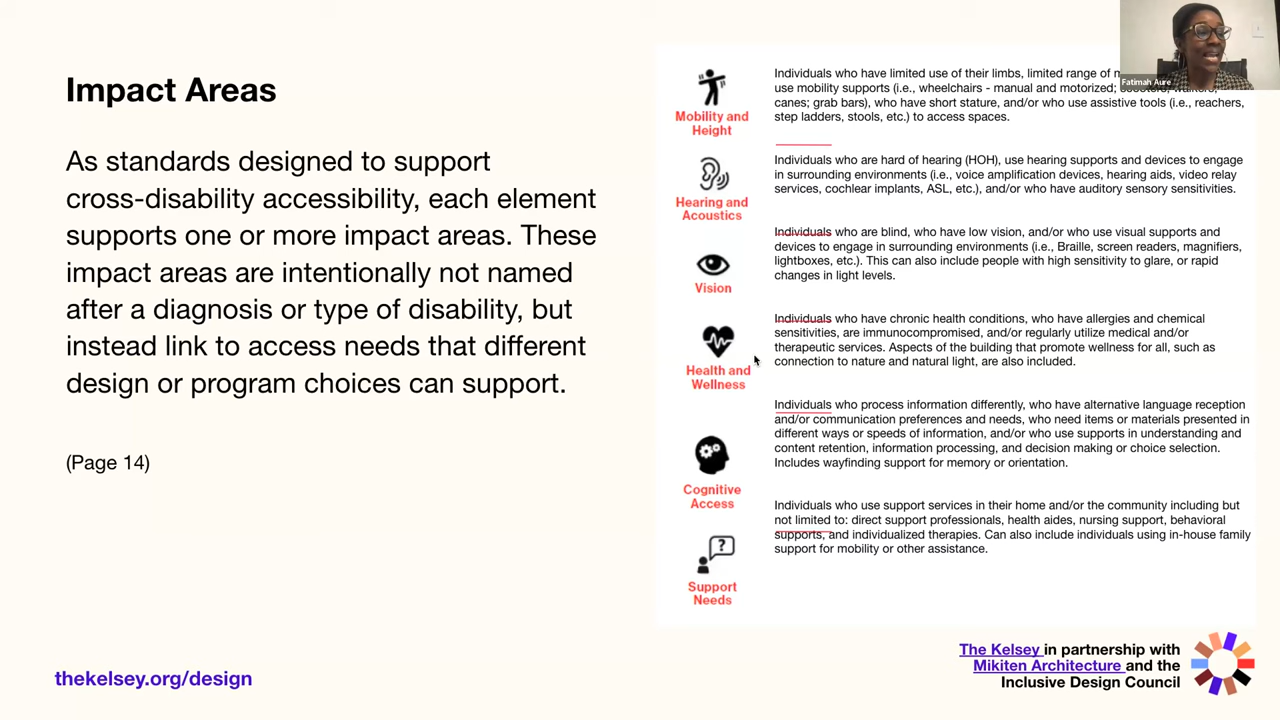 Impact Areas
As standards designed to support
cross-disability accessibility, each element
supports one or more impact areas. These
impact areas are intentionally not named
after a diagnosis or type of disability, but
instead link to access needs that different
design or program choices can support.
(Page 14)
thekelsey.org/design
Mobility and
Height
Individuals who have limited use of their limbs, limited range of
use mobility supports (i.e., wheelchairs - manual and motorized;
canes; grab bars), who have short stature, and/or who use assistive tools (i.e., reachers,
step ladders, stools, etc.) to access spaces.
Hearing and
Acoustics
Individuals who are hard of hearing (HOH), use hearing supports and devices to engage
in surrounding environments (i.e., voice amplification devices, hearing aids, video relay
services, cochlear implants, ASL, etc.), and/or who have auditory sensory sensitivities.
Vision
Individuals who are blind, who have low vision, and/or who use visual supports and
devices to engage in surrounding environments (i.e., Braille, screen readers, magnifiers,
lightboxes, etc.). This can also include people with high sensitivity to glare, or rapid
changes in light levels.
Health and
Wellness
Individuals who have chronic health conditions, who have allergies and chemical
sensitivities, are immunocompromised, and/or regularly utilize medical and/or
therapeutic services. Aspects of the building that promote wellness for all, such as
connection to nature and natural light, are also included.
Cognitive
Access
Individuals who process information differently, who have alternative language reception
and/or communication preferences and needs, who need items or materials presented in
different ways or speeds of information, and/or who use supports in understanding and
content retention, information processing, and decision making or choice selection.
Includes wayfinding support for memory or orientation.
Support
Needs
Individuals who use support services in their home and/or the community including but
not limited to: direct support professionals, health aides, nursing support, behavioral
supports, and individualized therapies. Can also include individuals using in-house family
support for mobility or other assistance.
Fatimah Aure
The Kelsey in partnership with
Mikiten Architecture and the
Inclusive Design Council
?